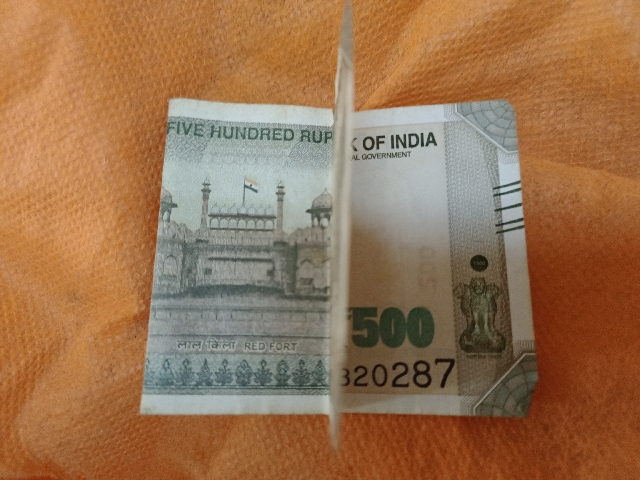 FIVE HUNDRED RUP
K OF INDIA
AL GOVERNMENT
लाल किला RED FORT
₹500
320287